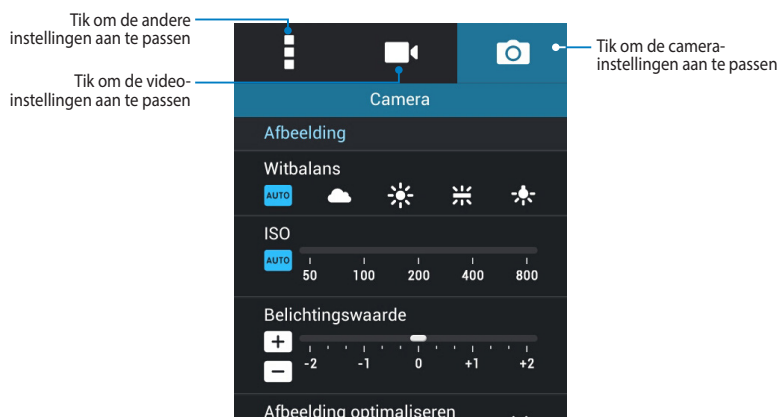 Tik om de andere
instellingen aan te passen
Tik om de video-
instellingen aan te passen
Tik om de camera-
instellingen aan te passen
Camera
Afbeelding
Witbalans
AUTO
ISO
AUTO
50 100 200 400 800
Belichtingswaarde
+
-2 -1 0 +1 +2
−
Afbeelding optimaliseren